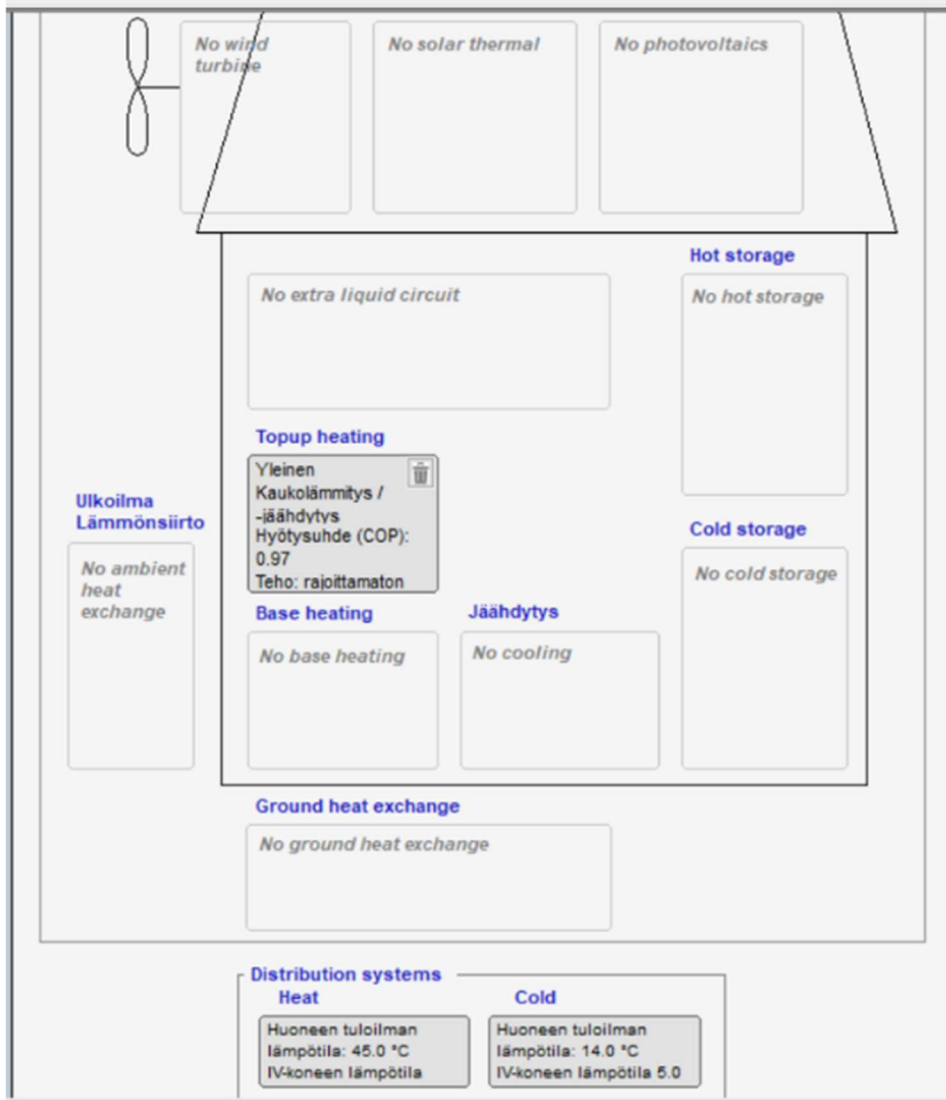 No wind
turbine
No solar thermal
No photovoltaics
Hot storage
No extra liquid circuit
No hot storage
Topup heating
Yleinen
Kaukolämmitys /
-jäähdytys
Hyötysuhde (COP):
0.97
Teho: rajoittamaton
Ulkoilma
Lämmönsiirto
No ambient
heat
exchange
Cold storage
No cold storage
Base heating
No base heating
Jäähdytys
No cooling
Ground heat exchange
No ground heat exchange
Distribution systems
Heat
Huoneen tuloilman
lämpötila: 45.0 °C
IV-koneen lämpötila
Cold
Huoneen tuloilman
lämpötila: 14.0 °C
IV-koneen lämpötila 5.0